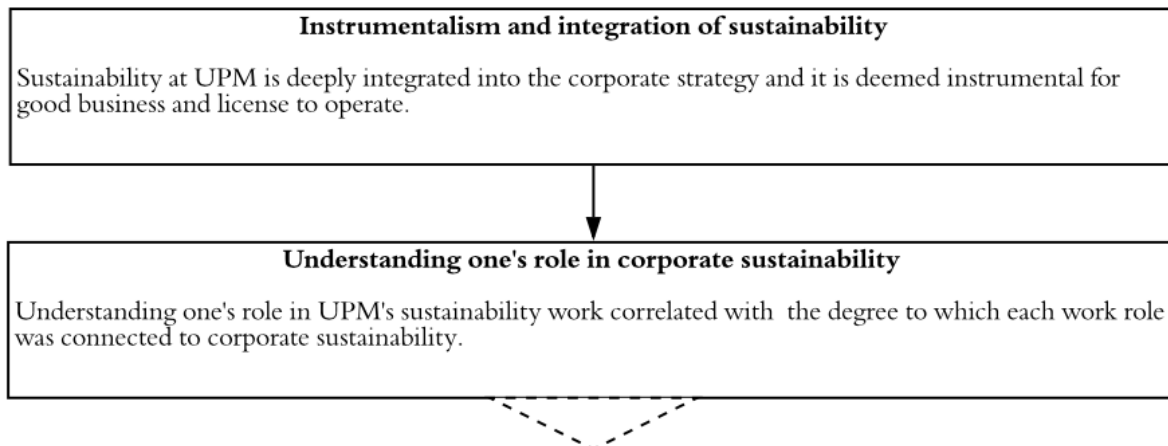 Instrumentalism and integration of sustainability
Sustainability at UPM is deeply integrated into the corporate strategy and it is deemed instrumental for
good business and license to operate.
Understanding one's role in corporate sustainability
Understanding one's role in UPM's sustainability work correlated with the degree to which each work role
was connected to corporate sustainability.